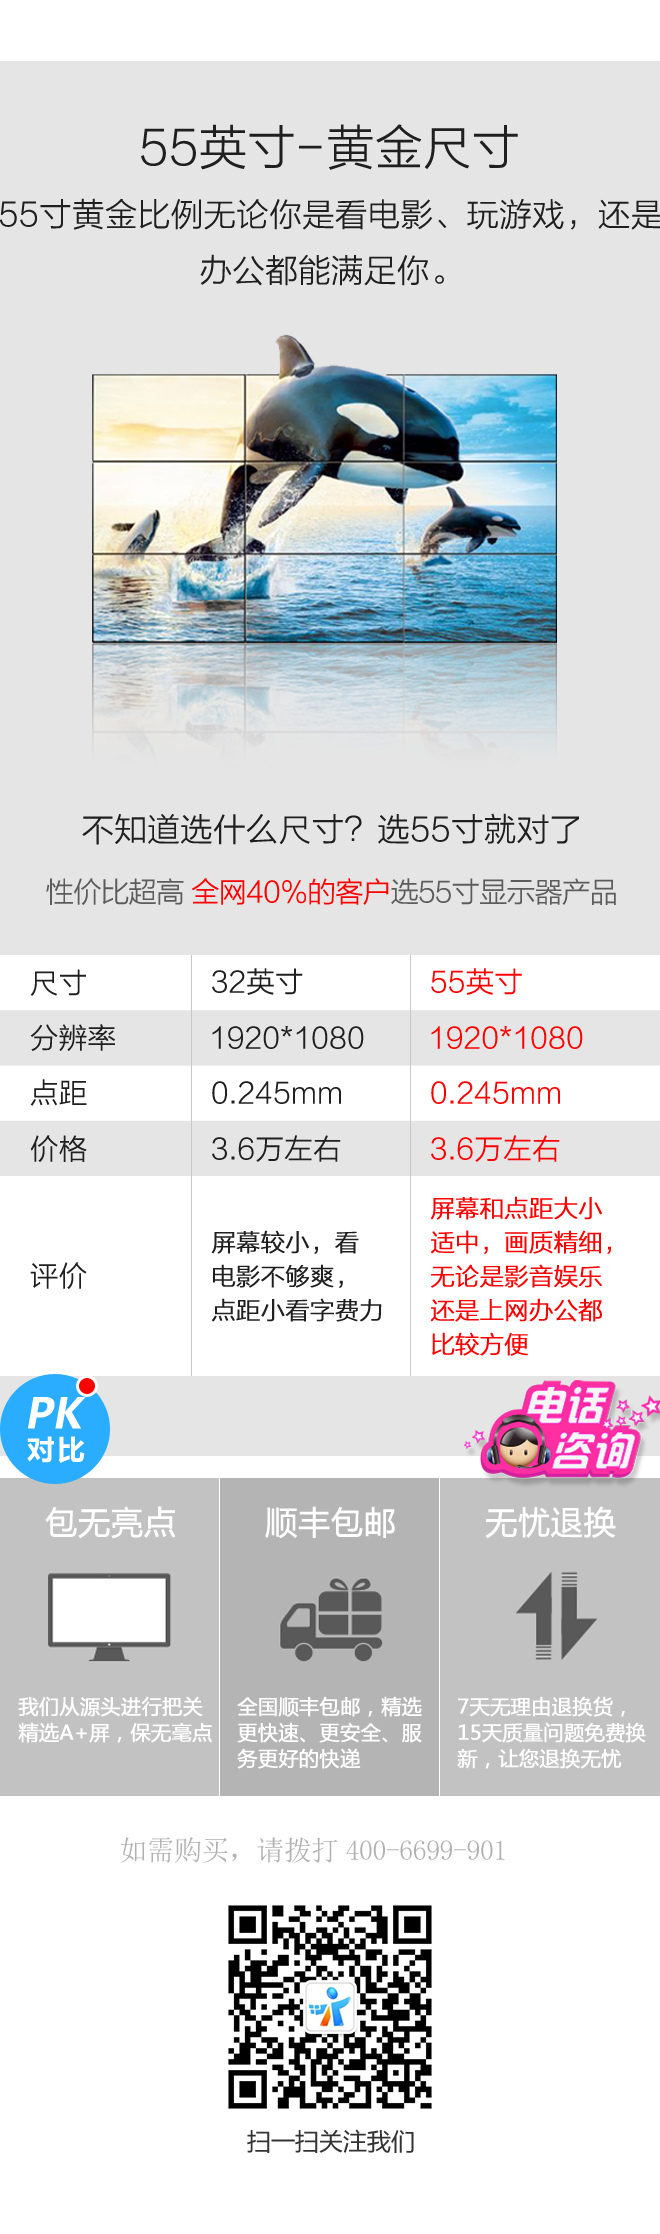 55英寸-黄金尺寸
55寸黄金比例无论你是看电影、玩游戏，还是
办公都能满足你。
不知道选什么尺寸？选55寸就对了
性价比超高 全网40%的客户选55寸显示器产品
尺寸 32英寸 55英寸
分辨率 1920*1080 1920*1080
点距 0.245mm 0.245mm
价格 3.6万左右 3.6万左右
评价
屏幕较小，看
电影不够爽，
点距小看字费力
屏幕和点距大小
适中，画质精细，
无论是影音娱乐
还是上网办公都
比较方便
PK
对比
电话
咨询
包无亮点
我们从源头进行把关
精选A+屏，保无毫点
顺丰包邮
全国顺丰包邮，精选
更快速、更安全、服
务更好的快递
无忧退换
7天无理由退换货，
15天质量问题免费换
新，让您退换无忧
如需购买，请拨打 400-6699-901
扫一扫关注我们